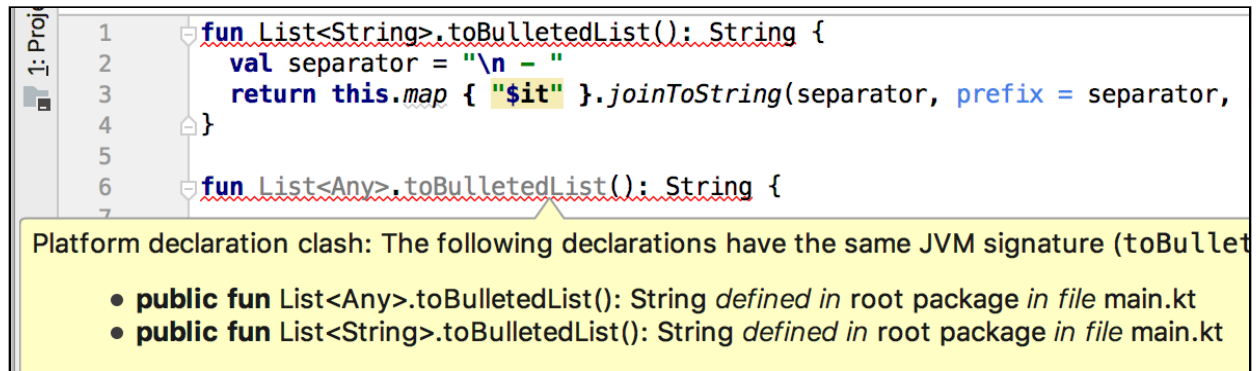 1: Proj
1 fun List<String>.toBulletedList(): String {
2 val separator = "\n – "
3 return this.map { "$it" }.joinToString(separator, prefix = separator,
4 }
5
6 fun List<Any>.toBulletedList(): String {
7
Platform declaration clash: The following declarations have the same JVM signature (toBullet
• public fun List<Any>.toBulletedList(): String defined in root package in file main.kt
• public fun List<String>.toBulletedList(): String defined in root package in file main.kt